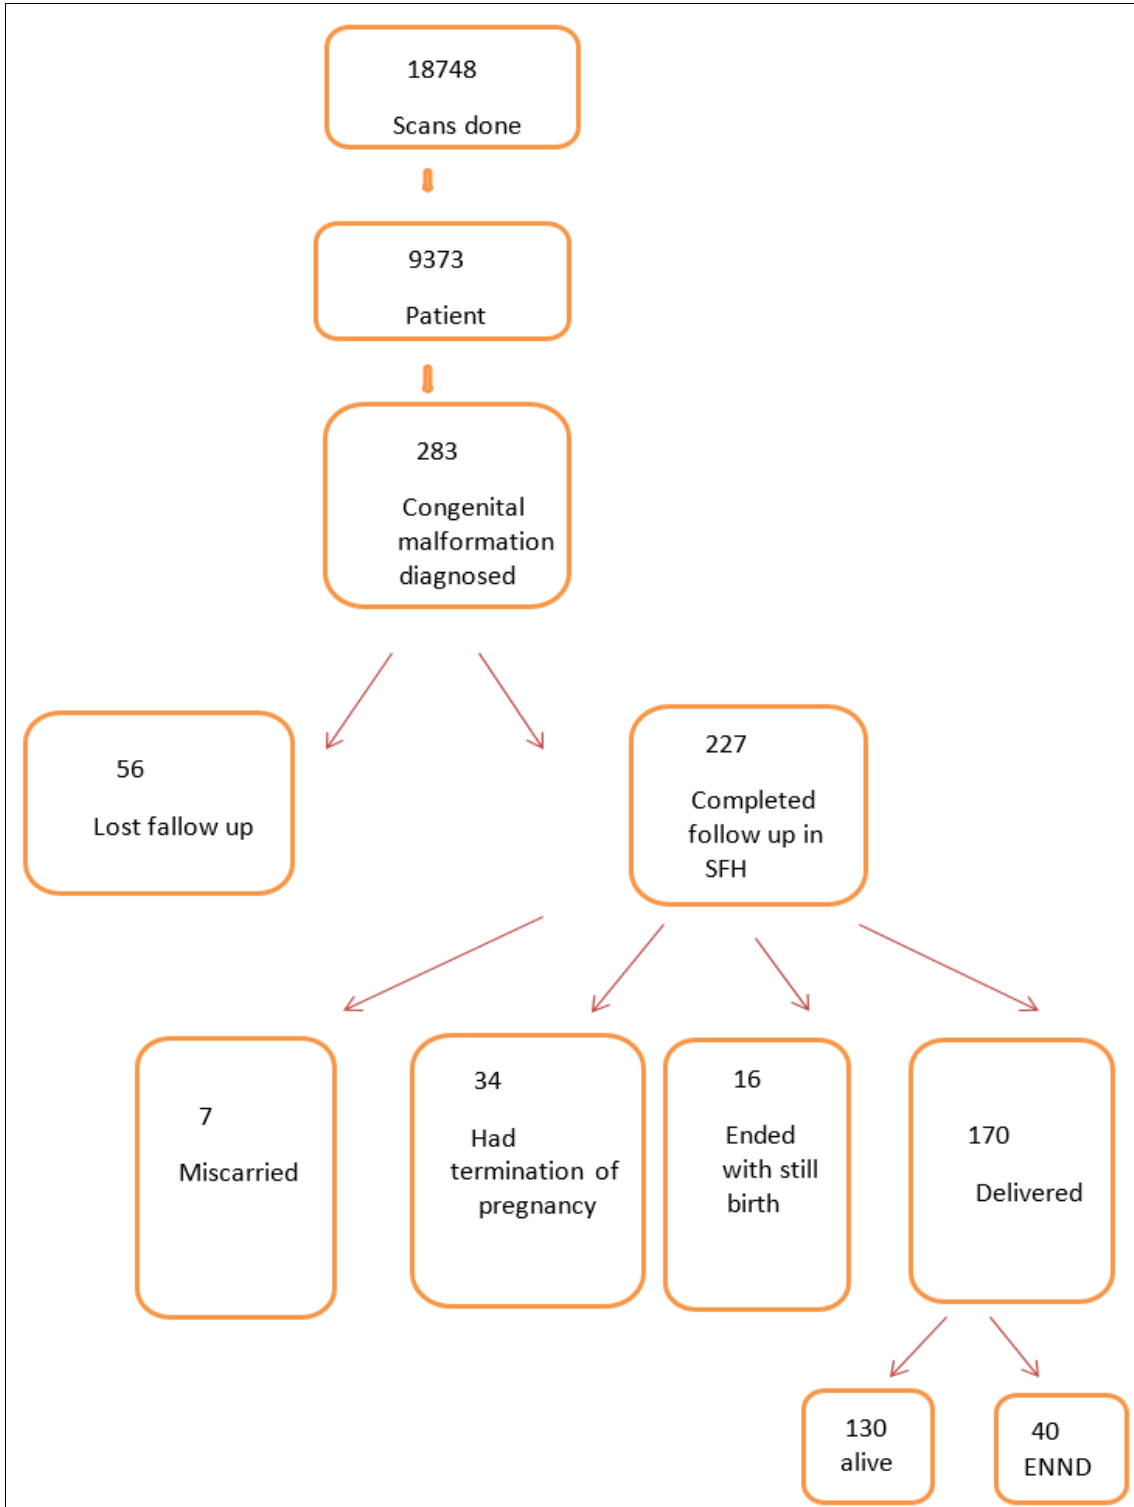 18748
Scans done
9373
Patient
283
Congenital
malformation
diagnosed
56
Lost fallow up
227
Completed
follow up in
SFH
7
Miscarried
34
Had
termination of
pregnancy
16
Ended
with still
birth
170
Delivered
130
alive
40
ENND